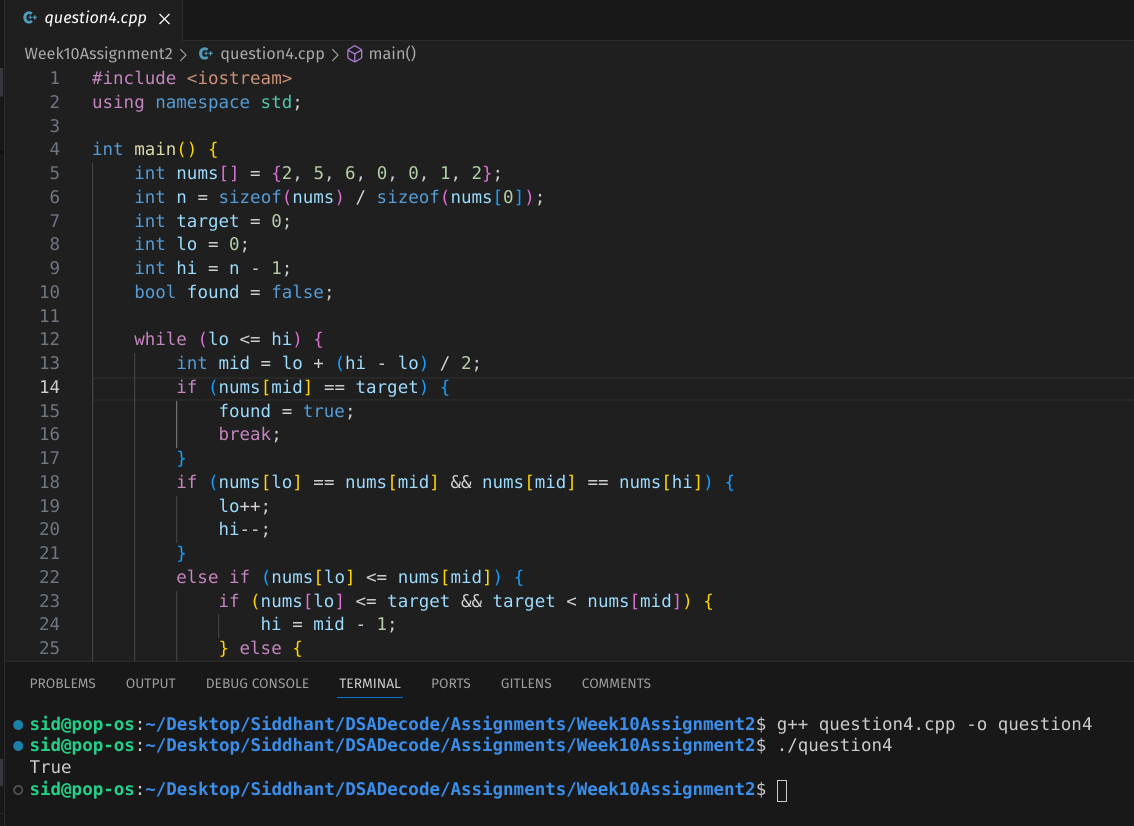 question4.cpp
Week10Assignment2 > question4.cpp > main()
1 #include <iostream>
2 using namespace std;
3
4 int main() {
5     int nums[] = {2, 5, 6, 0, 0, 1, 2};
6     int n = sizeof(nums) / sizeof(nums[0]);
7     int target = 0;
8     int lo = 0;
9     int hi = n - 1;
10     bool found = false;
11
12     while (lo <= hi) {
13         int mid = lo + (hi - lo) / 2;
14         if (nums[mid] == target) {
15             found = true;
16             break;
17         }
18         if (nums[lo] == nums[mid] && nums[mid] == nums[hi]) {
19             lo++;
20             hi--;
21         }
22         else if (nums[lo] <= nums[mid]) {
23             if (nums[lo] <= target && target < nums[mid]) {
24                 hi = mid - 1;
25             } else {
PROBLEMS OUTPUT DEBUG CONSOLE TERMINAL PORTS GITLENS COMMENTS
sid@pop-os:~/Desktop/Siddhant/DSADecode/Assignments/Week10Assignment2$ g++ question4.cpp -o question4
sid@pop-os:~/Desktop/Siddhant/DSADecode/Assignments/Week10Assignment2$ ./question4
True
sid@pop-os:~/Desktop/Siddhant/DSADecode/Assignments/Week10Assignment2$